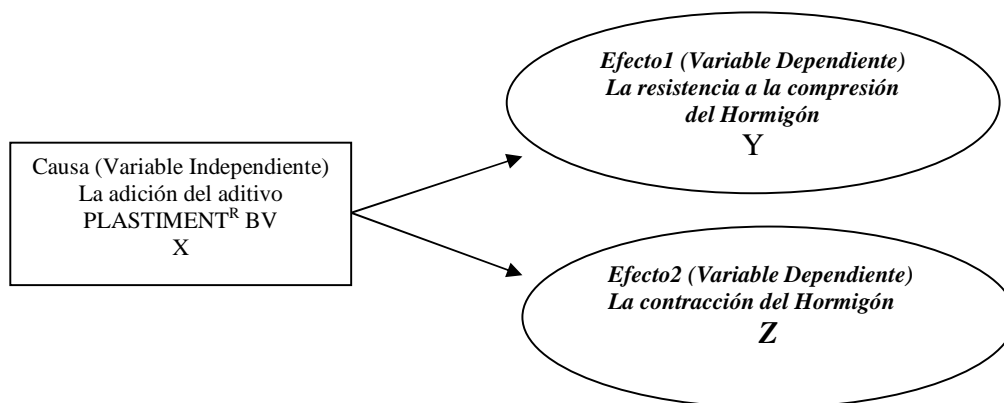 Causa (Variable Independiente)
La adición del aditivo
PLASTIMENTᴿ BV
X
Efecto1 (Variable Dependiente)
La resistencia a la compresión
del Hormigón
Y
Efecto2 (Variable Dependiente)
La contracción del Hormigón
Z